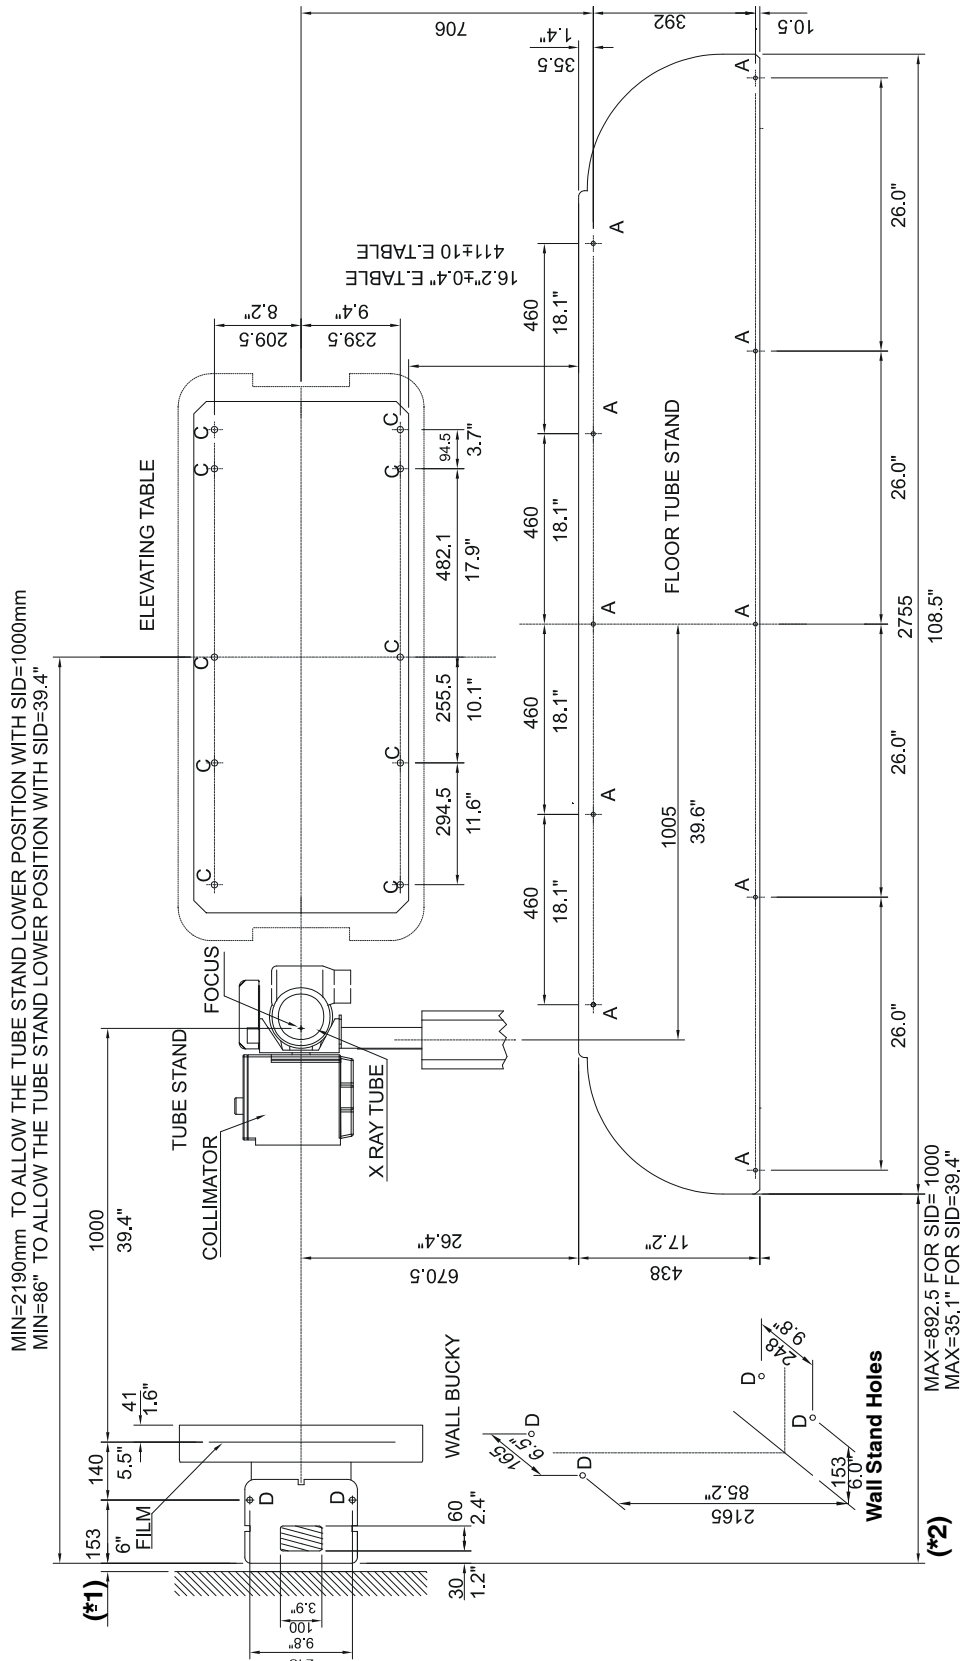 MIN=2190mm TO ALLOW THE TUBE STAND LOWER POSITION WITH SID=1000mm
MIN=86" TO ALLOW THE TUBE STAND LOWER POSITION WITH SID=39.4"
(*1)
153
6"
140
5.5"
41
1.6"
1000
39.4"
FILM
TUBE STAND
COLLIMATOR
FOCUS
X RAY TUBE
ELEVATING TABLE
C
C
C
C
C
C
C
C
C
C
209.5
8.2"
239.5
9.4"
294.5
11.6"
255.5
10.1"
482.1
17.9"
94.5
3.7"
16.2"±0.4" E.TABLE
411±10 E.TABLE
706
35.5
1.4"
392
10.5
D
D
100
3.9"
9.8"
30
1.2"
60
2.4"
WALL BUCKY
670.5
26.4"
438
17.2"
460
18.1"
460
18.1"
460
18.1"
460
18.1"
1005
39.6"
FLOOR TUBE STAND
A
A
A
A
A
A
A
A
A
A
26.0"
26.0"
26.0"
26.0"
2755
108.5"
165
6.5"
D
D
D
D
248
9.8"
2165
85.2"
153
6.0"
Wall Stand Holes
(*2)
MAX=892.5 FOR SID= 1000
MAX=35.1" FOR SID=39.4"